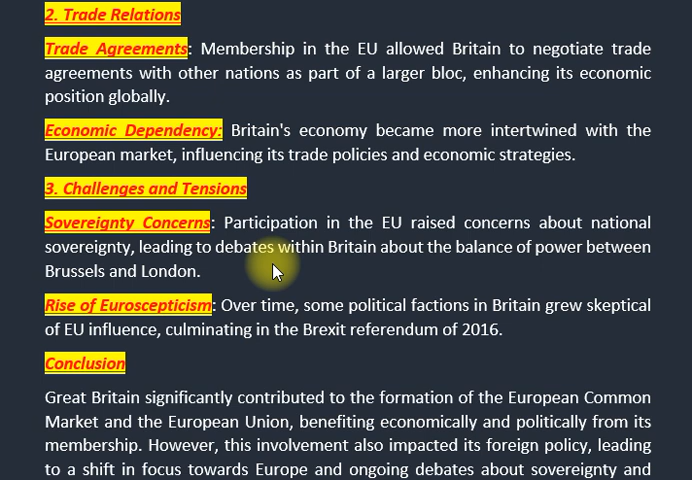 2. Trade Relations
Trade Agreements: Membership in the EU allowed Britain to negotiate trade
agreements with other nations as part of a larger bloc, enhancing its economic
position globally.
Economic Dependency: Britain's economy became more intertwined with the
European market, influencing its trade policies and economic strategies.
3. Challenges and Tensions
Sovereignty Concerns: Participation in the EU raised concerns about national
sovereignty, leading to debates within Britain about the balance of power between
Brussels and London.
Rise of Euroscepticism: Over time, some political factions in Britain grew skeptical
of EU influence, culminating in the Brexit referendum of 2016.
Conclusion
Great Britain significantly contributed to the formation of the European Common
Market and the European Union, benefiting economically and politically from its
membership. However, this involvement also impacted its foreign policy, leading
to a shift in focus towards Europe and ongoing debates about sovereignty and